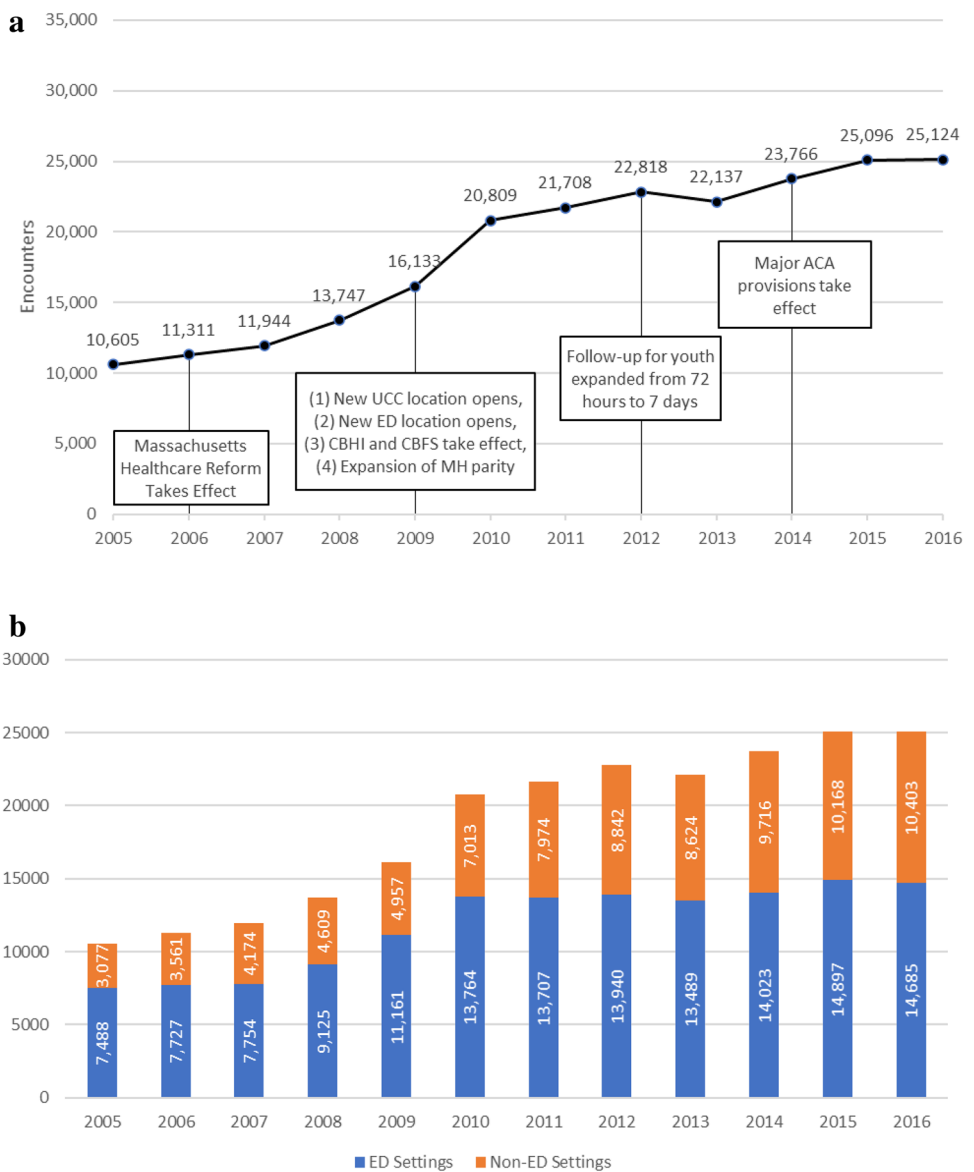 a
35,000
30,000
25,000
20,000
15,000
10,000
5,000
0
Encounters
10,605
11,311
11,944
13,747
16,133
20,809
21,708
22,818
22,137
23,766
25,096
25,124
Massachusetts
Healthcare Reform
Takes Effect
(1) New UCC location opens,
(2) New ED location opens,
(3) CBHI and CBFS take effect,
(4) Expansion of MH parity
Follow-up for youth
expanded from 72
hours to 7 days
Major ACA
provisions take
effect
2005 2006 2007 2008 2009 2010 2011 2012 2013 2014 2015 2016
b
30000
25000
20000
15000
10000
5000
0
3,077 3,561 4,174 4,609 4,957 7,013 7,974 8,842 8,624 9,716 10,168 10,403
7,488 7,727 7,754 9,125 11,161 13,764 13,707 13,940 13,489 14,023 14,897 14,685
2005 2006 2007 2008 2009 2010 2011 2012 2013 2014 2015 2016
ED Settings Non-ED Settings